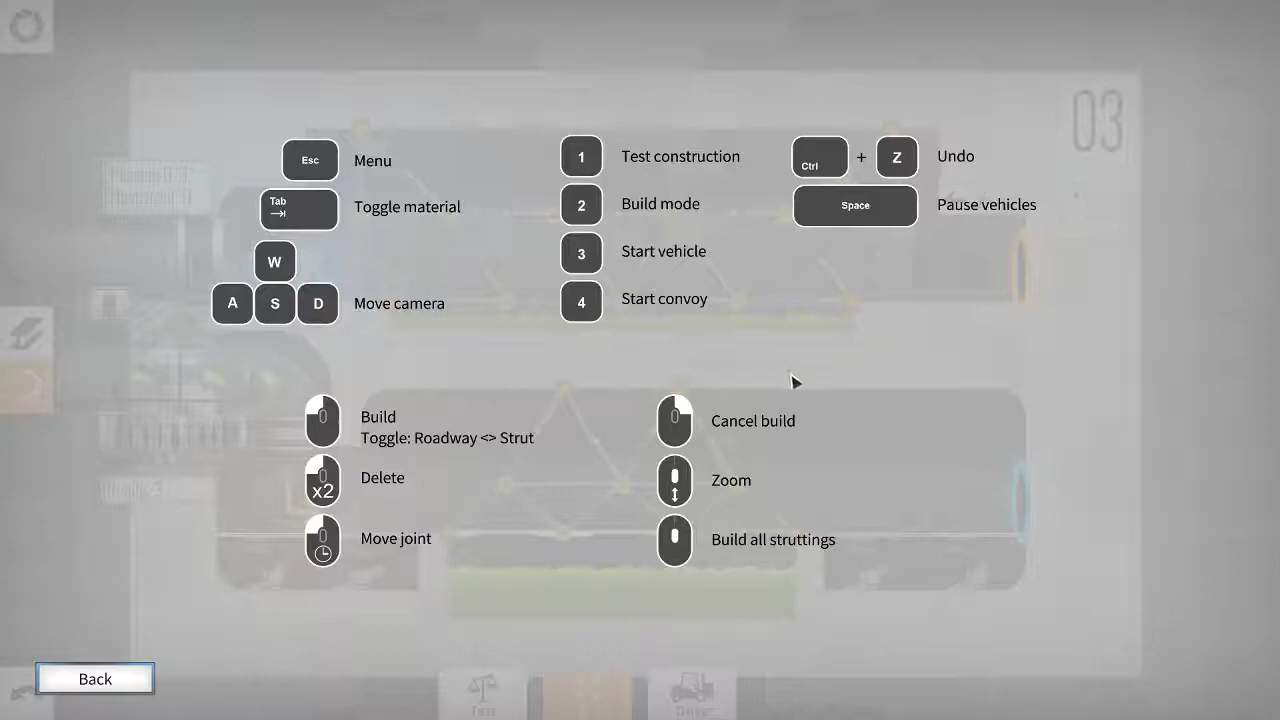 03
Esc Menu
Tab Toggle material
W
A S D Move camera
1 Test construction
2 Build mode
3 Start vehicle
4 Start convoy
Ctrl + Z Undo
Space Pause vehicles
Build
Toggle: Roadway <> Strut
x2 Delete
Move joint
Cancel build
Zoom
Build all struttings
Back
Test